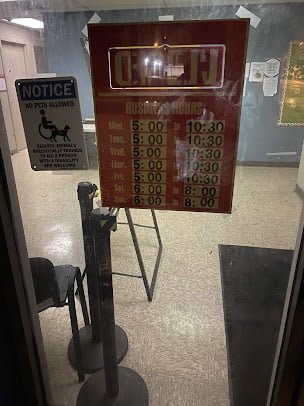 NOTICE
NO PETS ALLOWED
SERVICE ANIMALS
SPECIFICALLY TRAINED
TO AID A PERSON
WITH A DISABILITY
ARE WELCOME
BUSINESS HOURS
Mon. 5:00 to 10:30
Tue. 5:00 to 10:30
Wed. 5:00 to 10:30
Thur. 5:00 to 10:30
Fri. 5:00 to 10:30
Sat. 6:00 to 8:00
Sun. 6:00 to 8:00